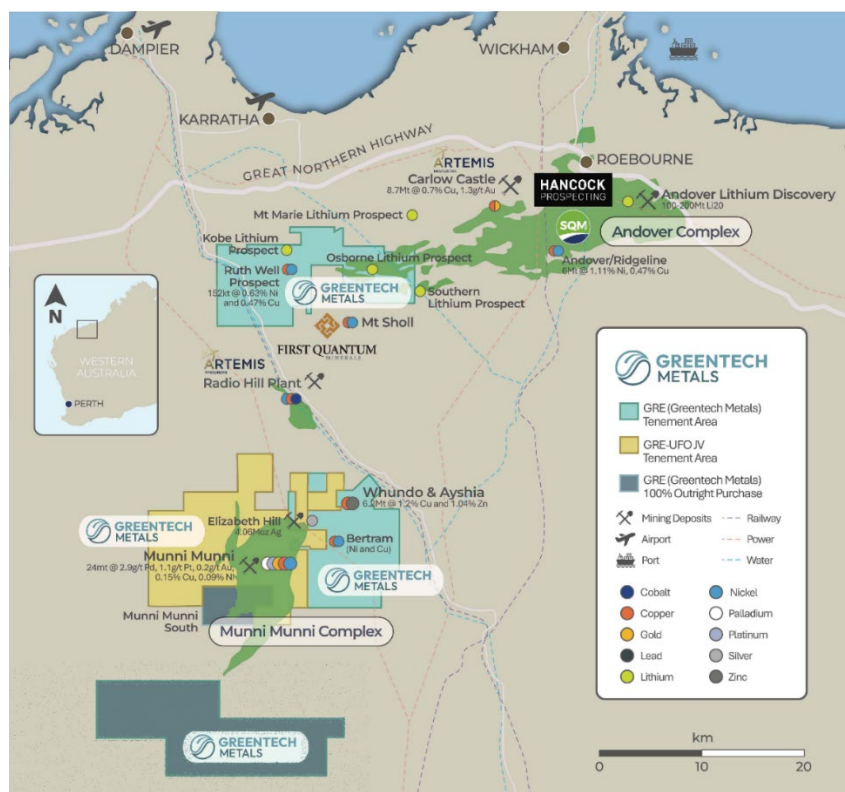 DAMPIER
WICKHAM
KARRATHA
GREAT NORTHERN HIGHWAY
ROEBOURNE
ARTEMIS
Carlow Castle
8.7Mt @ 0.7% Cu, 1.3g/t Au
HANCOCK
PROSPECTING
Andover Lithium Discovery
100-200Mt Li20
Mt Marie Lithium Prospect
SQM
Andover Complex
Kobe Lithium
Prospect
Osborne Lithium Prospect
Andover/Ridgeline
6Mt @ 1.11% Ni, 0.47% Cu
Ruth Well
Prospect
152kt @ 0.63% Ni
and 0.47% Cu
GREENTECH
METALS
Southern
Lithium Prospect
N
Mt Sholl
FIRST QUANTUM
MINERALS
WESTERN
AUSTRALIA
PERTH
ARTEMIS
Radio Hill Plant
GREENTECH
METALS
GRE (Greentech Metals)
Tenement Area
GRE-UFO JV
Tenement Area
GRE (Greentech Metals)
100% Outright Purchase
Mining Deposits
Railway
Airport
Power
Port
Water
Cobalt
Nickel
Copper
Palladium
Gold
Platinum
Lead
Silver
Lithium
Zinc
Whundo & Ayshia
6.2Mt @ 1.2% Cu and 1.04% Zn
Elizabeth Hill
4.06Moz Ag
GREENTECH
METALS
Bertram
(Ni and Cu)
Munni Munni
24mt @ 2.9g/t Pd, 1.1g/t Pt, 0.2g/t Au,
0.15% Cu, 0.09% Ni
GREENTECH
METALS
Munni Munni
South
Munni Munni Complex
GREENTECH
METALS
km
0 10 20